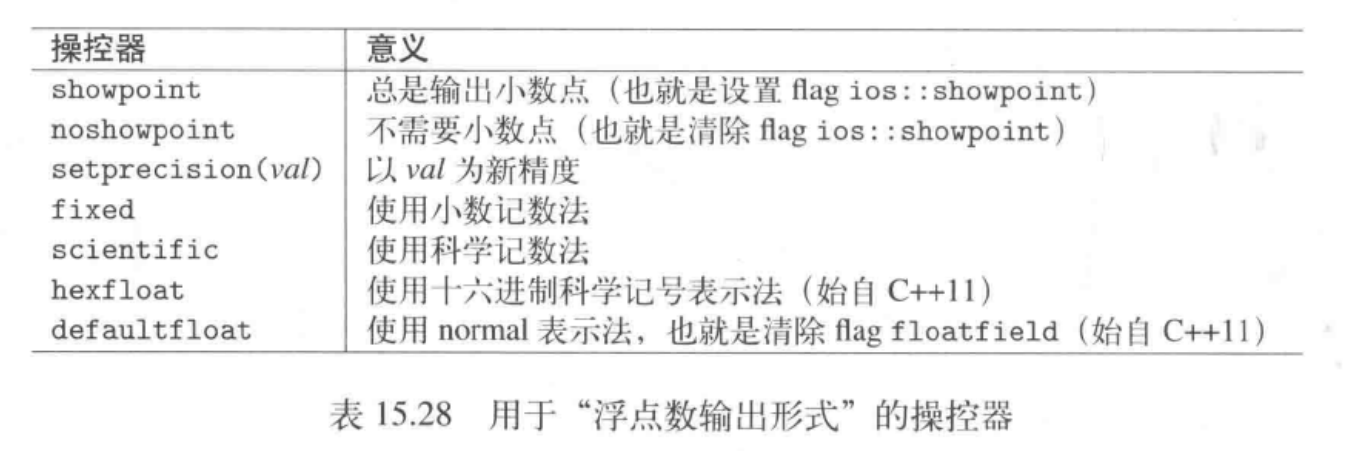 操控器 意义
showpoint 总是输出小数点（也就是设置 flag ios::showpoint）
noshowpoint 不需要小数点（也就是清除 flag ios::showpoint）
setprecision(val) 以 val 为新精度
fixed 使用小数记数法
scientific 使用科学记数法
hexfloat 使用十六进制科学记号表示法（始自 C++11）
defaultfloat 使用 normal 表示法，也就是清除 flag floatfield（始自 C++11）
表 15.28 用于“浮点数输出形式”的操控器